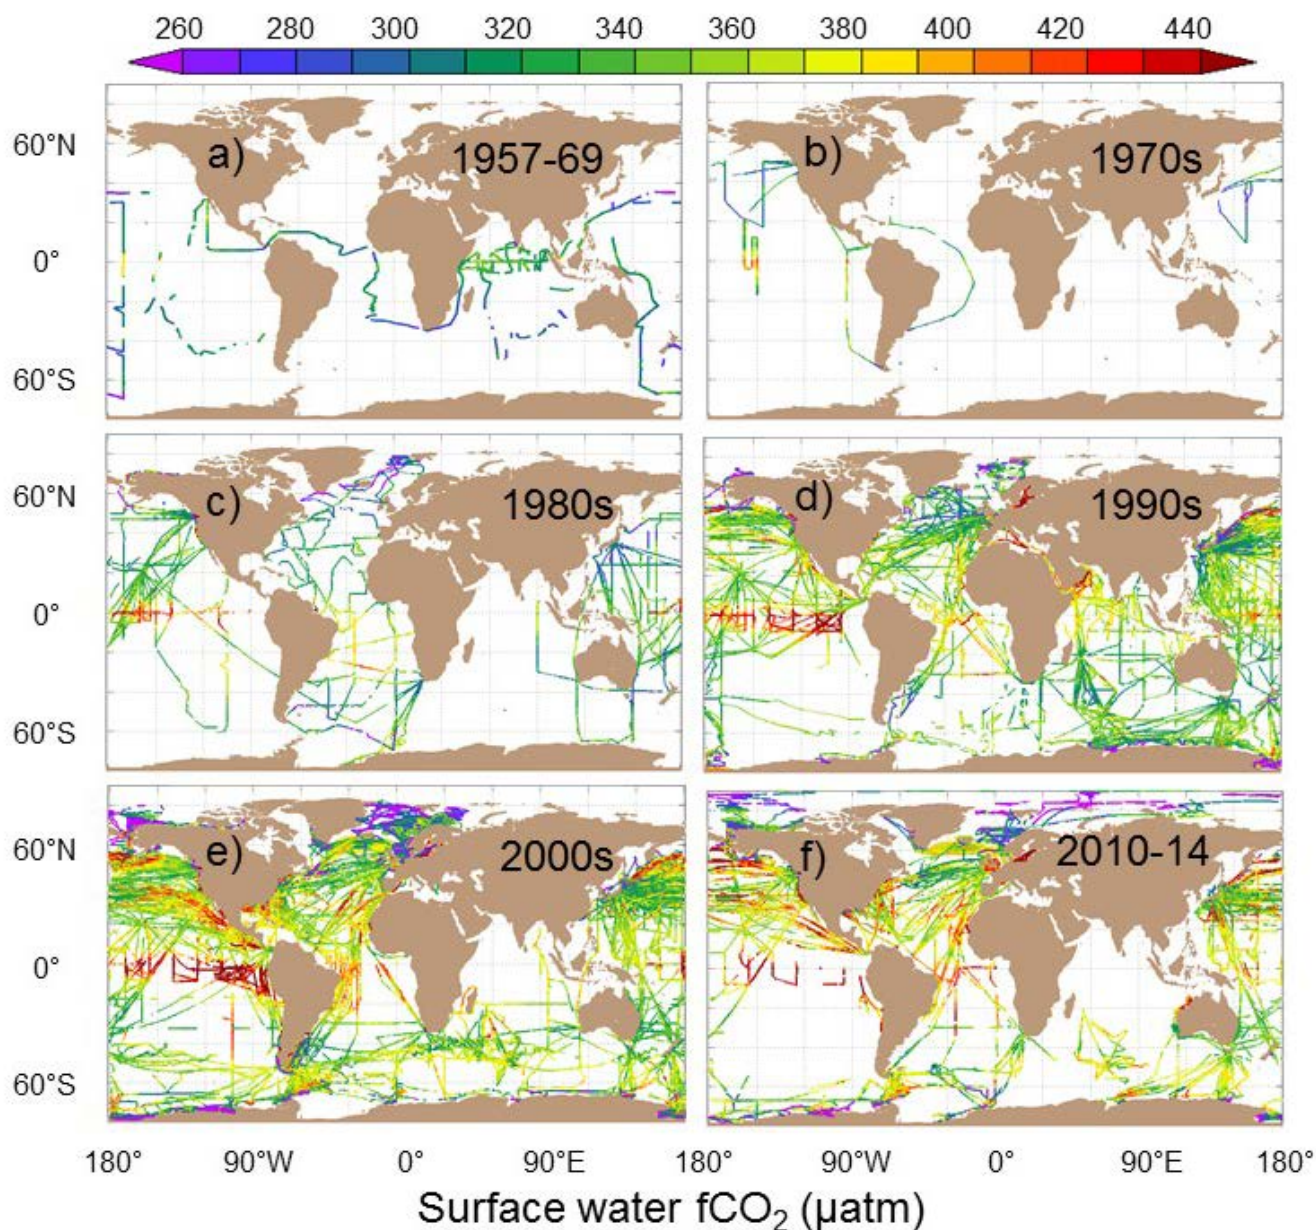 260 280 300 320 340 360 380 400 420 440
a) 1957-69 b) 1970s
60°N
0°
60°S
c) 1980s d) 1990s
60°N
0°
60°S
e) 2000s f) 2010-14
60°N
0°
60°S
180° 90°W 0° 90°E 180° 90°W 0° 90°E 180°
Surface water fCO₂ (µatm)